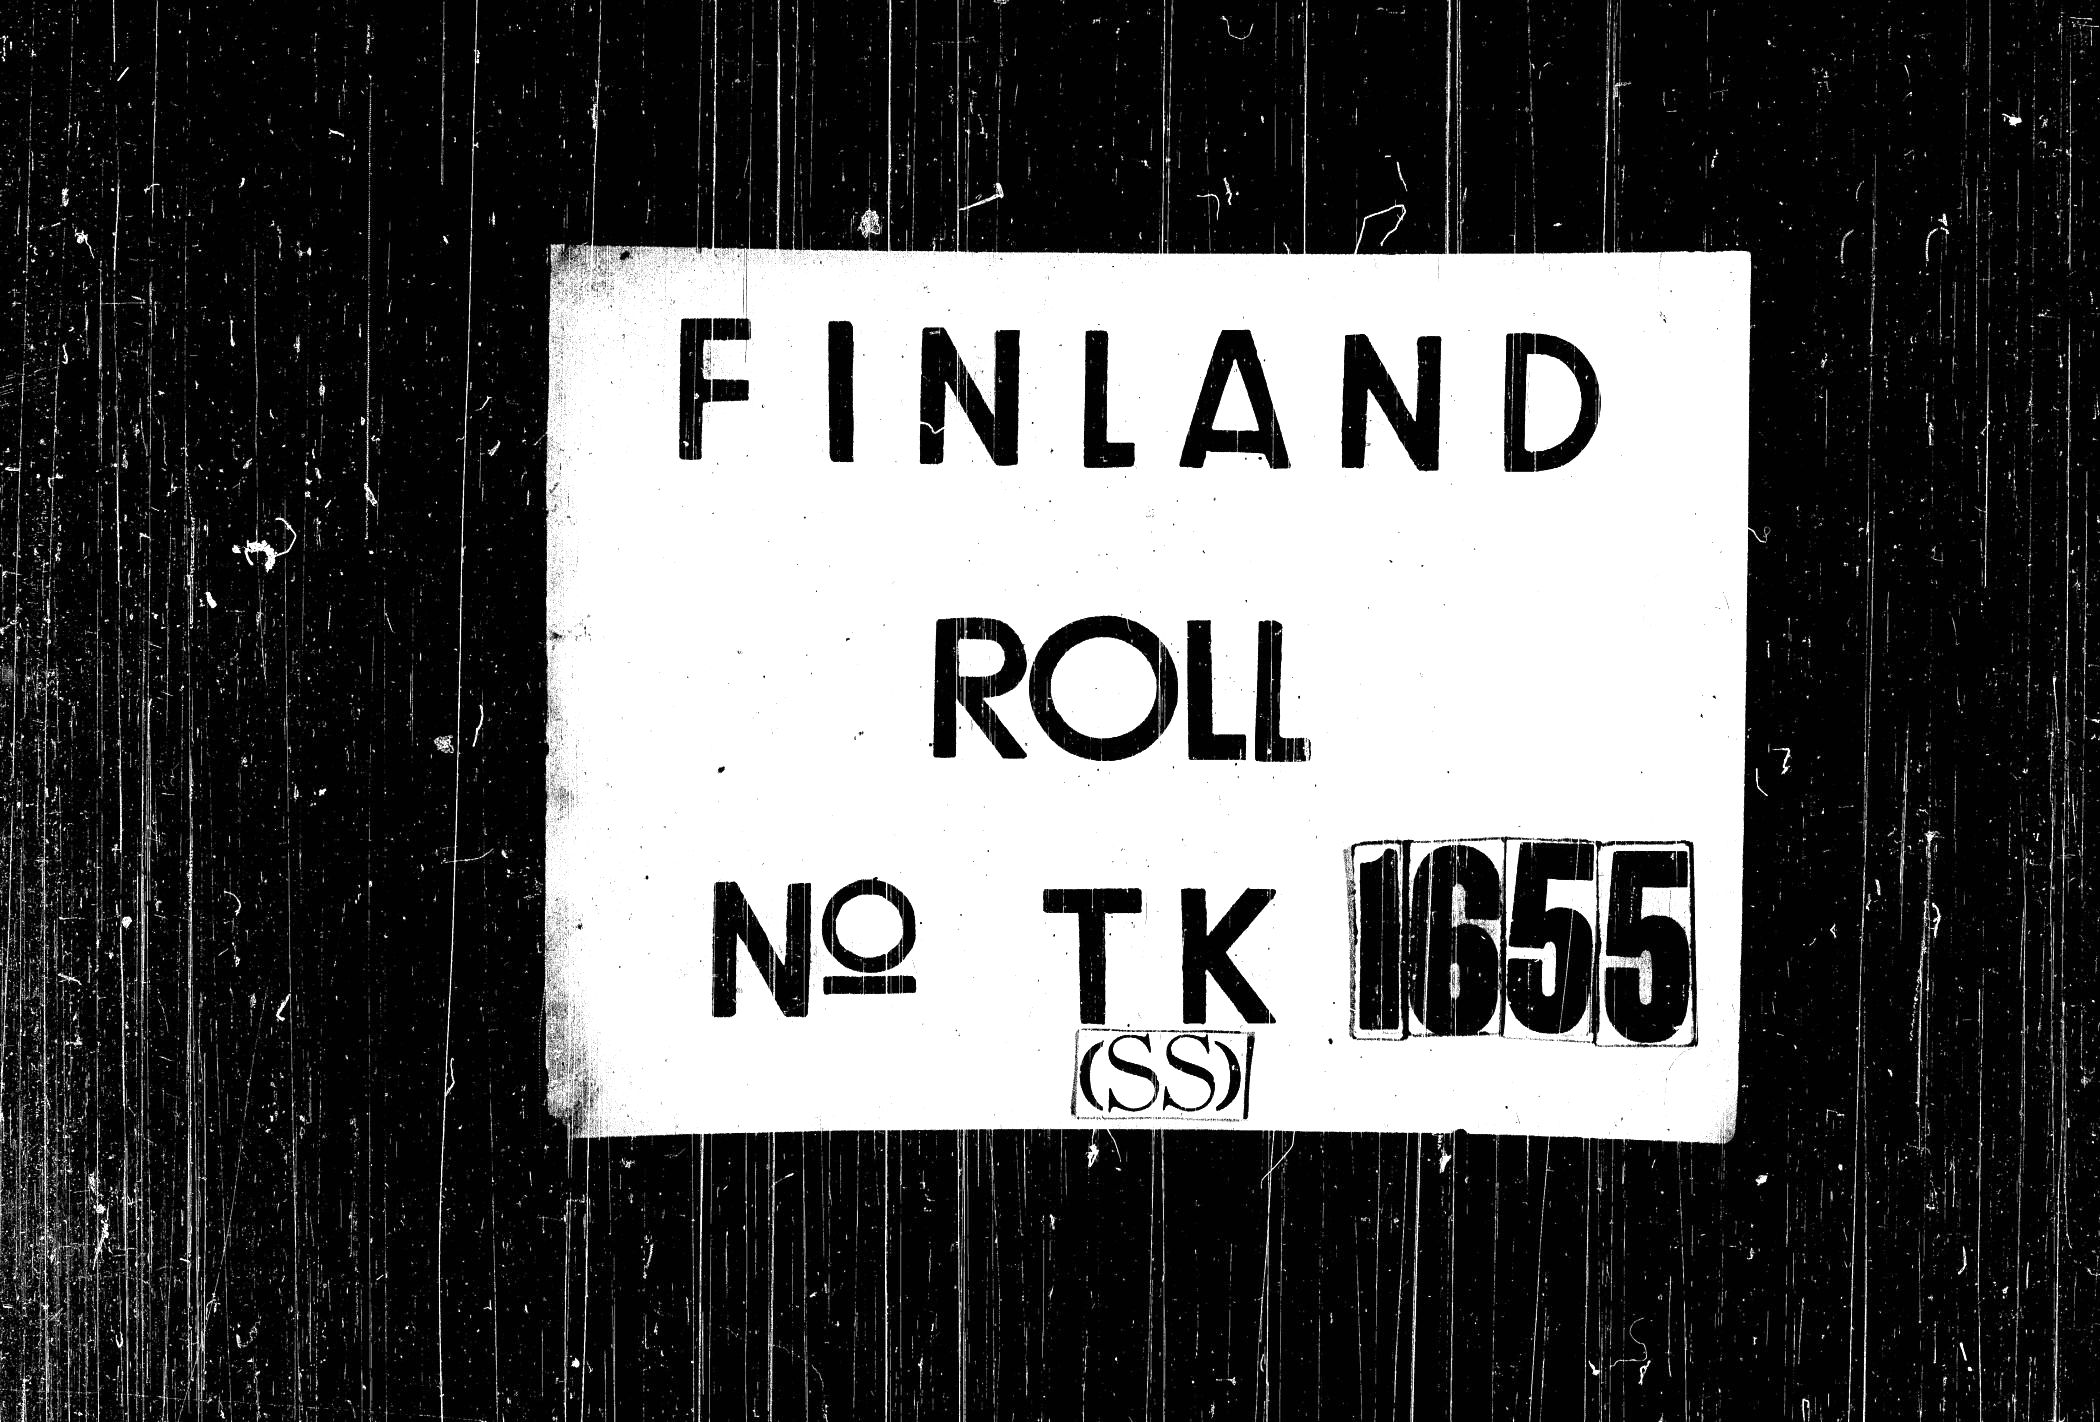 FINLAND
ROLL
Nº TK 1655
(SS)